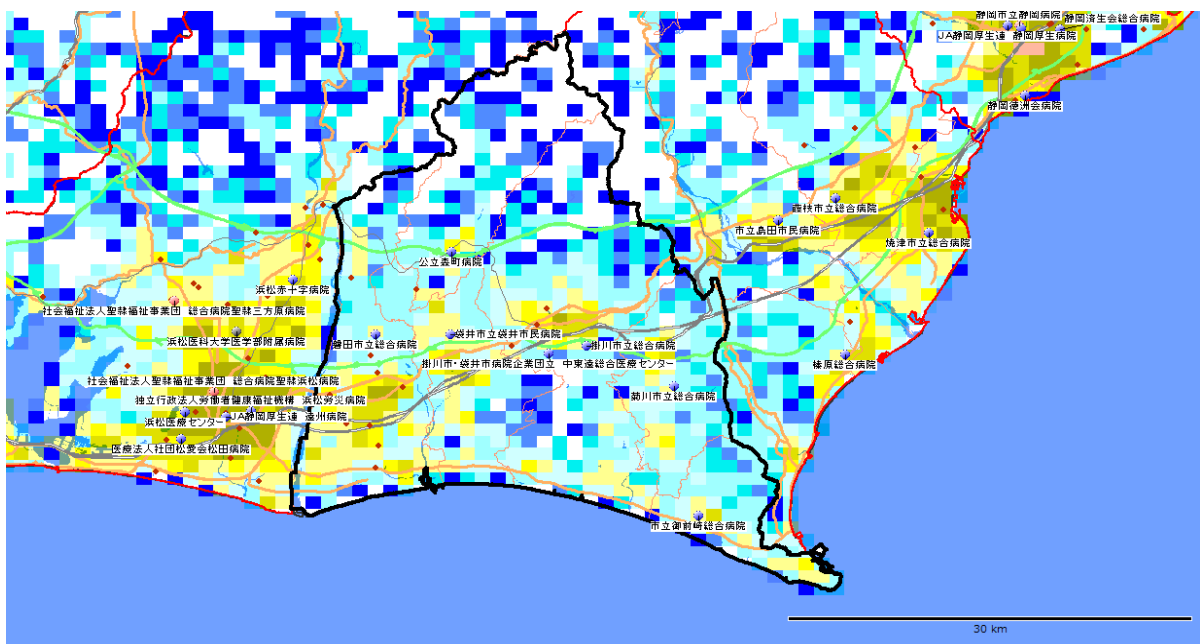 静岡市立静岡病院
静岡済生会総合病院
JA静岡厚生連 静岡厚生病院
静岡徳洲会病院
藤枝市立総合病院
市立島田市民病院
焼津市立総合病院
公立森町病院
浜松赤十字病院
社会福祉法人聖隷福祉事業団 総合病院聖隷三方原病院
浜松医科大学医学部附属病院
磐田市立総合病院
袋井市立袋井市民病院
掛川市立総合病院
掛川市・袋井市病院企業団立 中東遠総合医療センター
榛原総合病院
社会福祉法人聖隷福祉事業団 総合病院聖隷浜松病院
菊川市立総合病院
独立行政法人労働者健康福祉機構 浜松労災病院
JA静岡厚生連 遠州病院
浜松医療センター
医療法人社団松愛会松田病院
市立御前崎総合病院
30 km